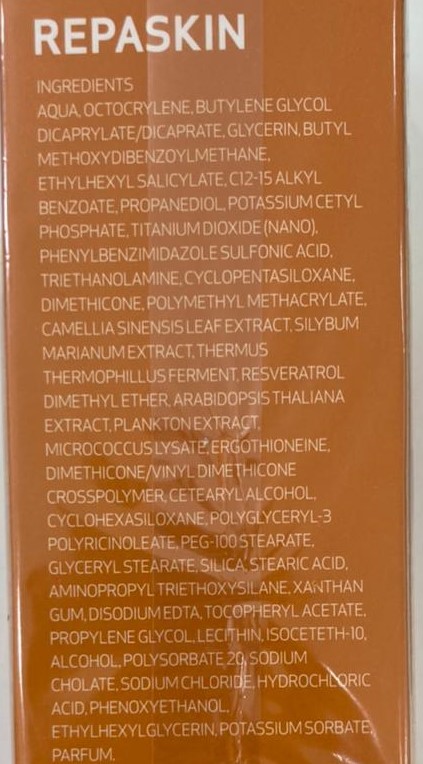 REPASKIN
INGREDIENTS
AQUA, OCTOCRYLENE, BUTYLENE GLYCOL
DICAPRYLATE/DICAPRATE, GLYCERIN, BUTYL
METHOXYDIBENZOYLMETHANE,
ETHYLHEXYL SALICYLATE, C12-15 ALKYL
BENZOATE, PROPANEDIOL, POTASSIUM CETYL
PHOSPHATE, TITANIUM DIOXIDE (NANO),
PHENYLBENZIMIDAZOLE SULFONIC ACID,
TRIETHANOLAMINE, CYCLOPENTASILOXANE,
DIMETHICONE, POLYMETHYL METHACRYLATE,
CAMELLIA SINENSIS LEAF EXTRACT, SILYBUM
MARIANUM EXTRACT, THERMUS
THERMOPHILLUS FERMENT, RESVERATROL
DIMETHYL ETHER, ARABIDOPSIS THALIANA
EXTRACT, PLANKTON EXTRACT,
MICROCOCCUS LYSATE, ERGOTHIONEINE,
DIMETHICONE/VINYL DIMETHICONE
CROSSPOLYMER, CETEARYL ALCOHOL,
CYCLOHEXASILOXANE, POLYGLYCERYL-3
POLYRICINOLEATE, PEG-100 STEARATE,
GLYCERYL STEARATE, SILICA, STEARIC ACID,
AMINOPROPYL TRIETHOXYSILANE, XANTHAN
GUM, DISODIUM EDTA, TOCOPHERYL ACETATE,
PROPYLENE GLYCOL, LECITHIN, ISOCETETH-10,
ALCOHOL, POLYSORBATE 20, SODIUM
CHOLATE, SODIUM CHLORIDE, HYDROCHLORIC
ACID, PHENOXYETHANOL,
ETHYLHEXYLGLYCERIN, POTASSIUM SORBATE,
PARFUM.